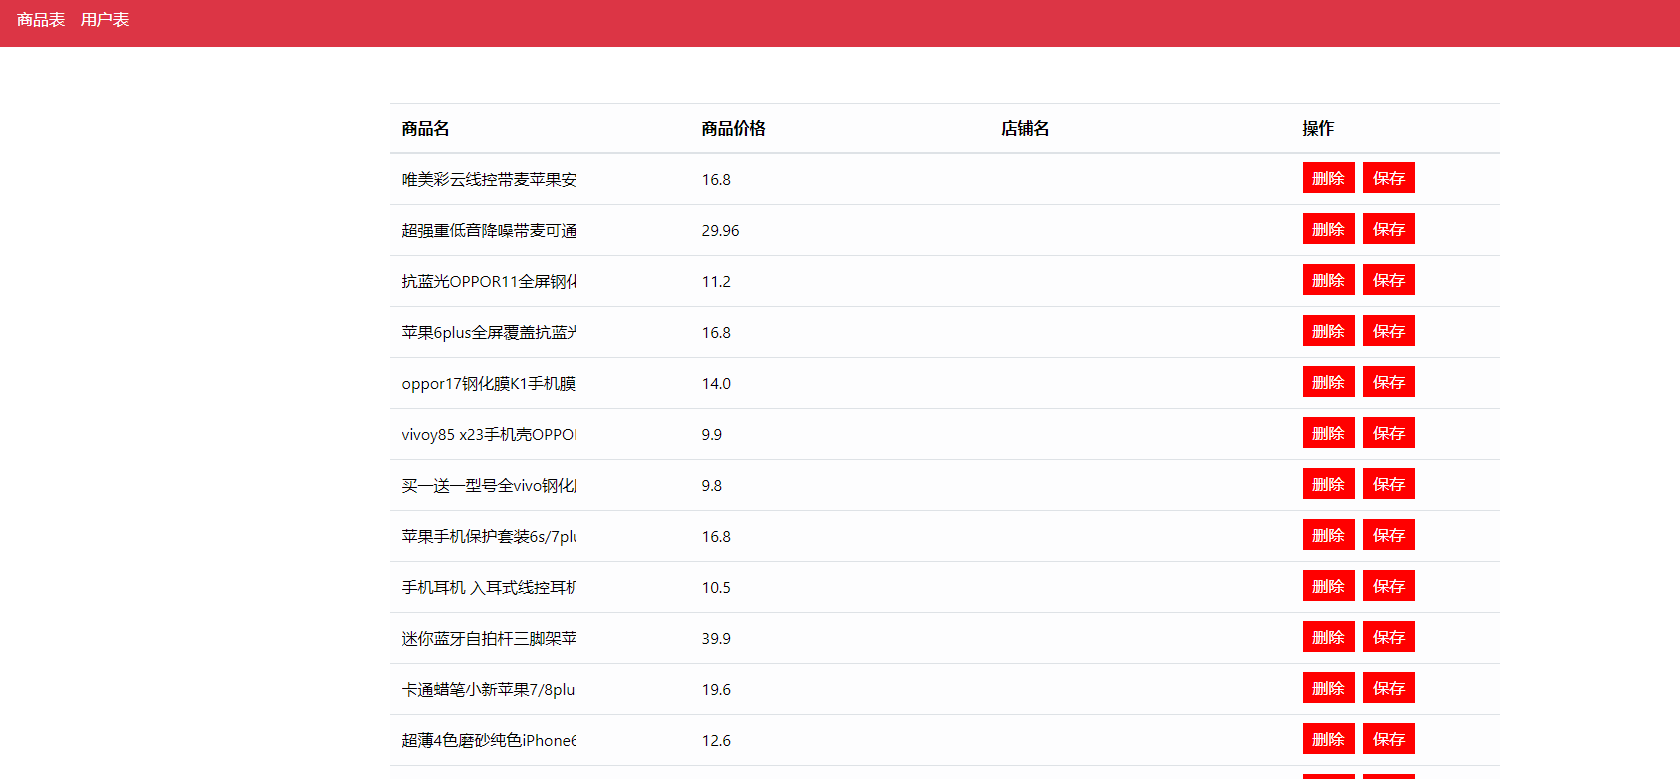 商品表 用户表
商品名 商品价格 店铺名 操作
唯美彩云线控带麦苹果安 16.8 删除 保存
超强重低音降噪带麦可通 29.96 删除 保存
抗蓝光OPPOR11全屏钢化 11.2 删除 保存
苹果6plus全屏覆盖抗蓝光 16.8 删除 保存
oppor17钢化膜K1手机膜 14.0 删除 保存
vivoy85 x23手机壳OPPO 9.9 删除 保存
买一送一型号全vivo钢化 9.8 删除 保存
苹果手机保护套装6s/7plu 16.8 删除 保存
手机耳机 入耳式线控耳机 10.5 删除 保存
迷你蓝牙自拍杆三脚架苹 39.9 删除 保存
卡通蜡笔小新苹果7/8plu 19.6 删除 保存
超薄4色磨砂纯色iPhone6 12.6 删除 保存